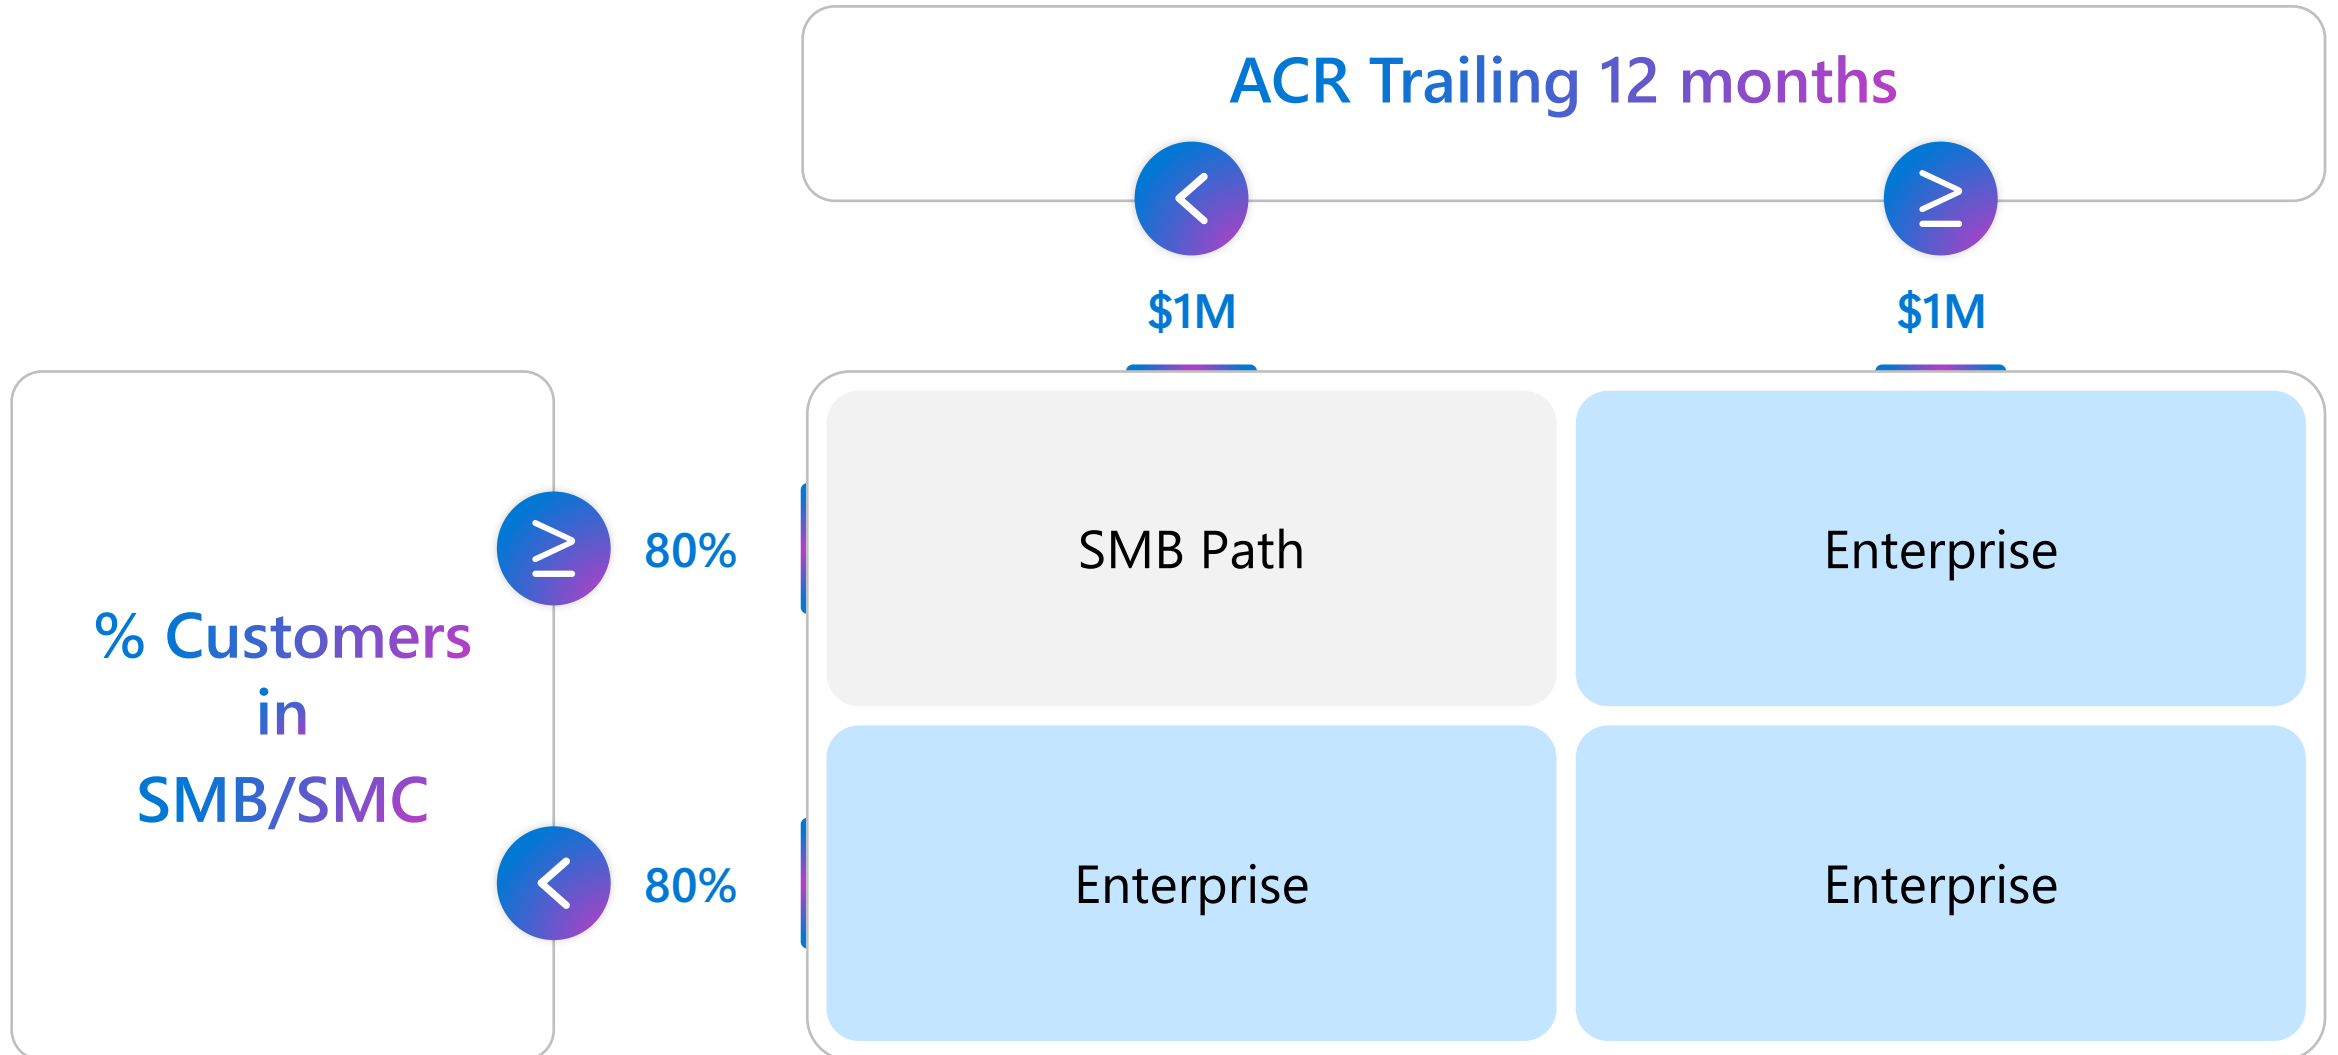 ACR Trailing 12 months
< ≥
$1M $1M
% Customers
in
SMB/SMC
≥ 80%
SMB Path Enterprise
< 80%
Enterprise Enterprise